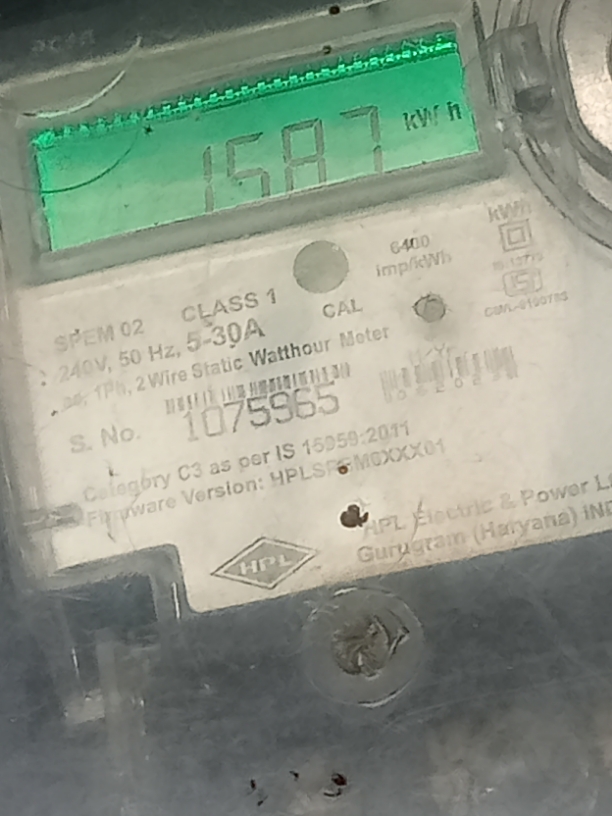 1587 kWh
kWh
6400
imp/kWh
SPEM 02 CLASS 1 CAL
240V, 50 Hz, 5-30A
ac, 1Ph, 2 Wire Static Watthour Meter
S. No. 1075965
Category C3 as per IS 15959:2011
Firmware Version:
HPL Electric & Power
Gurugram (Haryana)
HPL